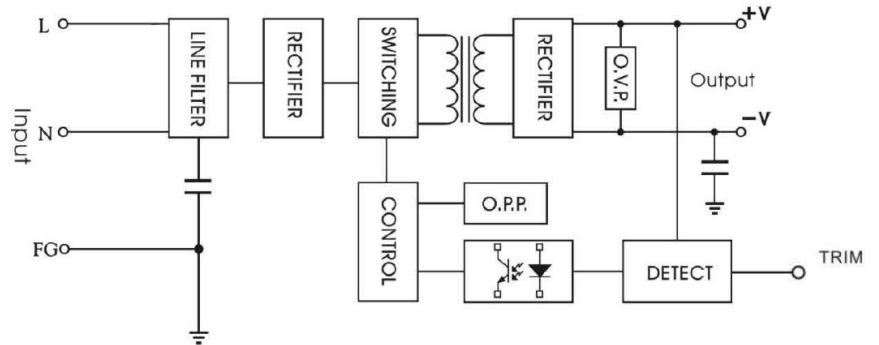 L
LINE FILTER
RECTIFIER
SWITCHING
RECTIFIER
O.V.P.
+V
Output
Input
N
-V
CONTROL
O.P.P.
FG
DETECT
TRIM